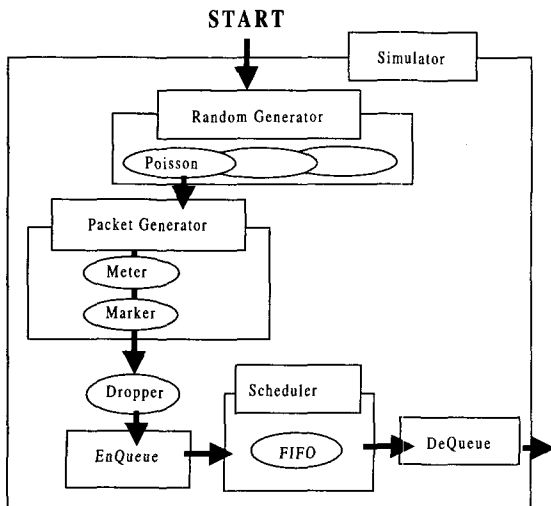 START
Simulator
Random Generator
Poisson
Packet Generator
Meter
Marker
Dropper
Scheduler
EnQueue
FIFO
DeQueue